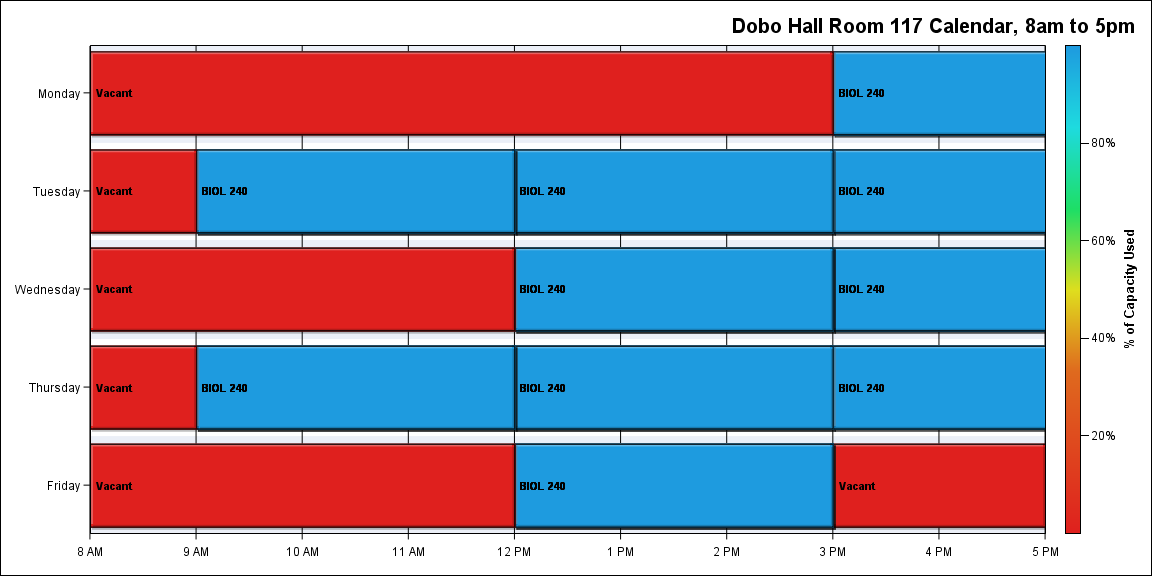 Dobo Hall Room 117 Calendar, 8am to 5pm
Monday
Vacant
BIOL 240
Tuesday
Vacant
BIOL 240
BIOL 240
BIOL 240
Wednesday
Vacant
BIOL 240
BIOL 240
Thursday
Vacant
BIOL 240
BIOL 240
BIOL 240
Friday
Vacant
BIOL 240
Vacant
8 AM
9 AM
10 AM
11 AM
12 PM
1 PM
2 PM
3 PM
4 PM
5 PM
80%
60%
40%
20%
% of Capacity Used